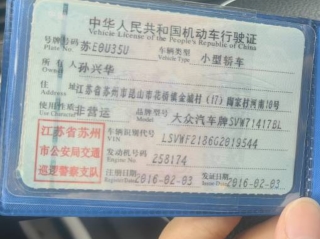 中华人民共和国机动车行驶证
Vehicle License of the People's Republic of China
号牌号码 苏E0U35U 车辆类型 小型轿车
Plate No. Vehicle Type
所有人 孙兴华
Owner
住址 江苏省苏州市昆山市花桥镇金城村(17)陶家村河南10号
使用性质 非营运 品牌型号 大众汽车牌SVW71417BL
Use Character Model
江苏省苏州 车辆识别代号 LSVWF2186G2019544
VIN
市公安局交通 发动机号码 258174
Engine No.
巡逻警察支队 注册日期 2016-02-03 发证日期 2016-02-03
Register Date Issue Date